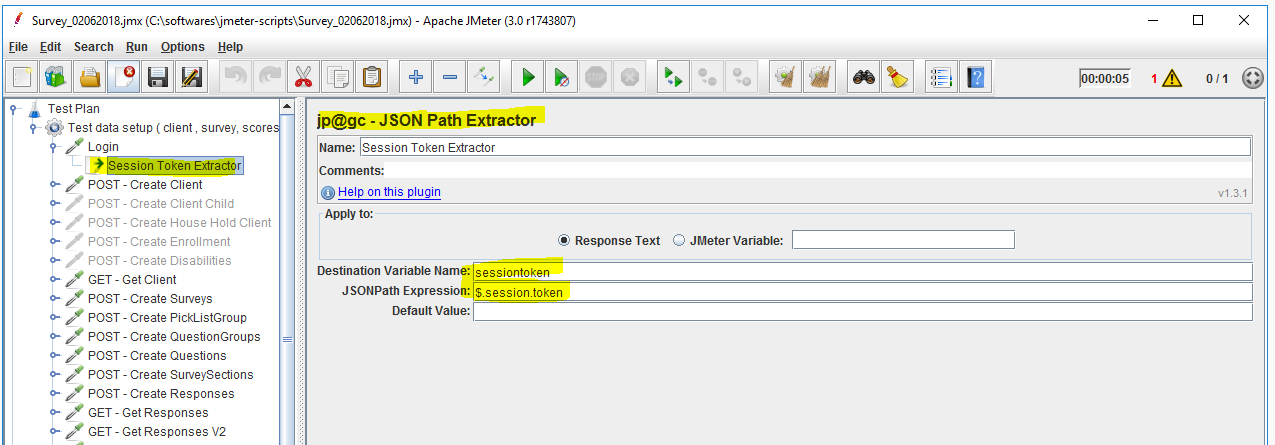 Survey_02062018.jmx (C:\softwares\jmeter-scripts\Survey_02062018.jmx) - Apache JMeter (3.0 r1743807)
File Edit Search Run Options Help
00:00:05 1 0 / 1
Test Plan
Test data setup ( client , survey, scores
Login
Session Token Extractor
POST - Create Client
POST - Create Client Child
POST - Create House Hold Client
POST - Create Enrollment
POST - Create Disabilities
GET - Get Client
POST - Create Surveys
POST - Create PickListGroup
POST - Create QuestionGroups
POST - Create Questions
POST - Create SurveySections
POST - Create Responses
GET - Get Responses
GET - Get Responses V2
jp@gc - JSON Path Extractor
Name: Session Token Extractor
Comments:
Help on this plugin v1.3.1
Apply to:
Response Text JMeter Variable:
Destination Variable Name: sessiontoken
JSONPath Expression: $.session.token
Default Value: